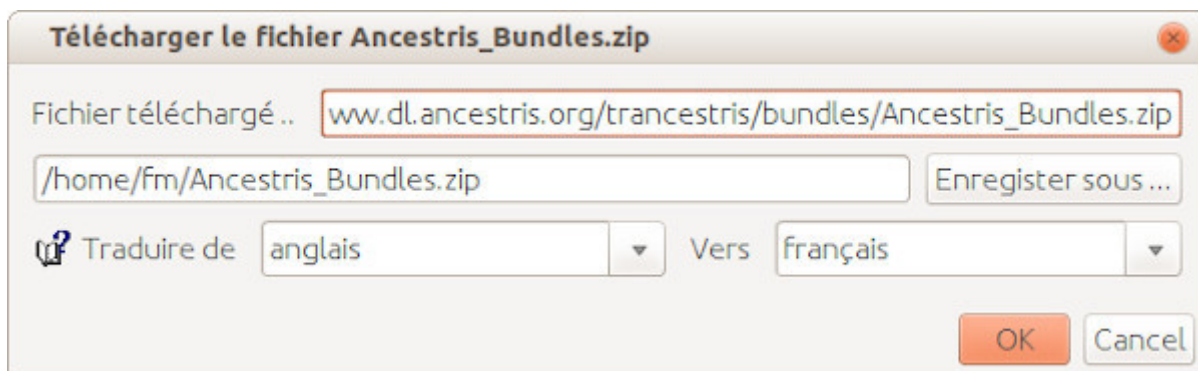 Télécharger le fichier Ancestris_Bundles.zip
Fichier téléchargé .. ww.dl.ancestris.org/trancestris/bundles/Ancestris_Bundles.zip
/home/fm/Ancestris_Bundles.zip Enregister sous ...
Traduire de anglais Vers français
OK Cancel